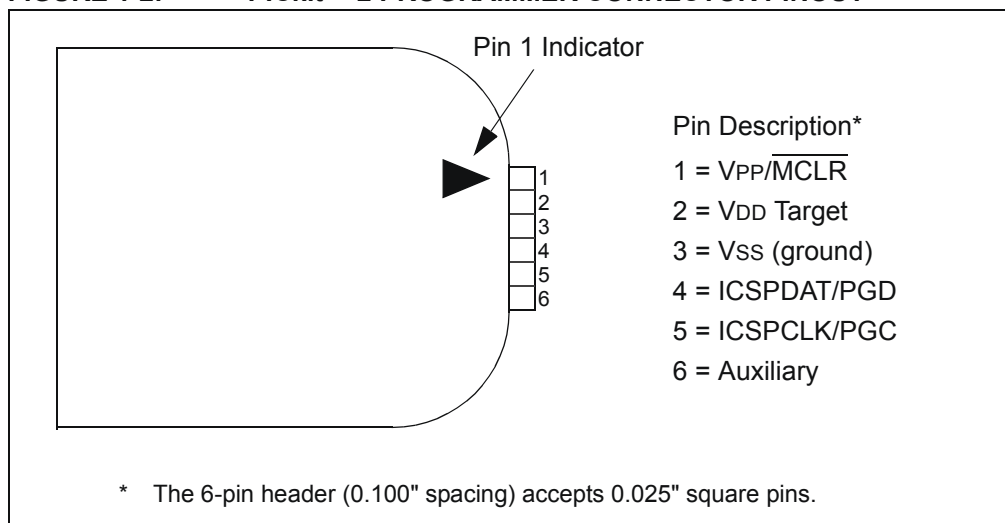 Pin 1 Indicator
1
2
3
4
5
6
Pin Description*
1 = VPP/MCLR
2 = VDD Target
3 = VSS (ground)
4 = ICSPDAT/PGD
5 = ICSPCLK/PGC
6 = Auxiliary
* The 6-pin header (0.100" spacing) accepts 0.025" square pins.